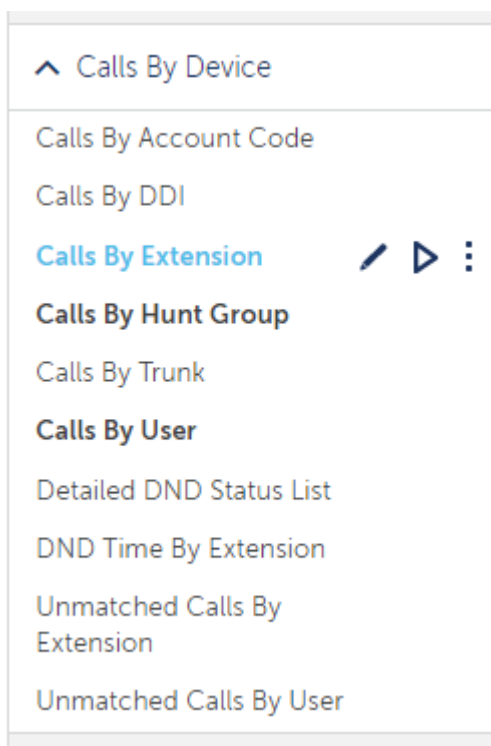 Calls By Device
Calls By Account Code
Calls By DDI
Calls By Extension
Calls By Hunt Group
Calls By Trunk
Calls By User
Detailed DND Status List
DND Time By Extension
Unmatched Calls By
Extension
Unmatched Calls By User